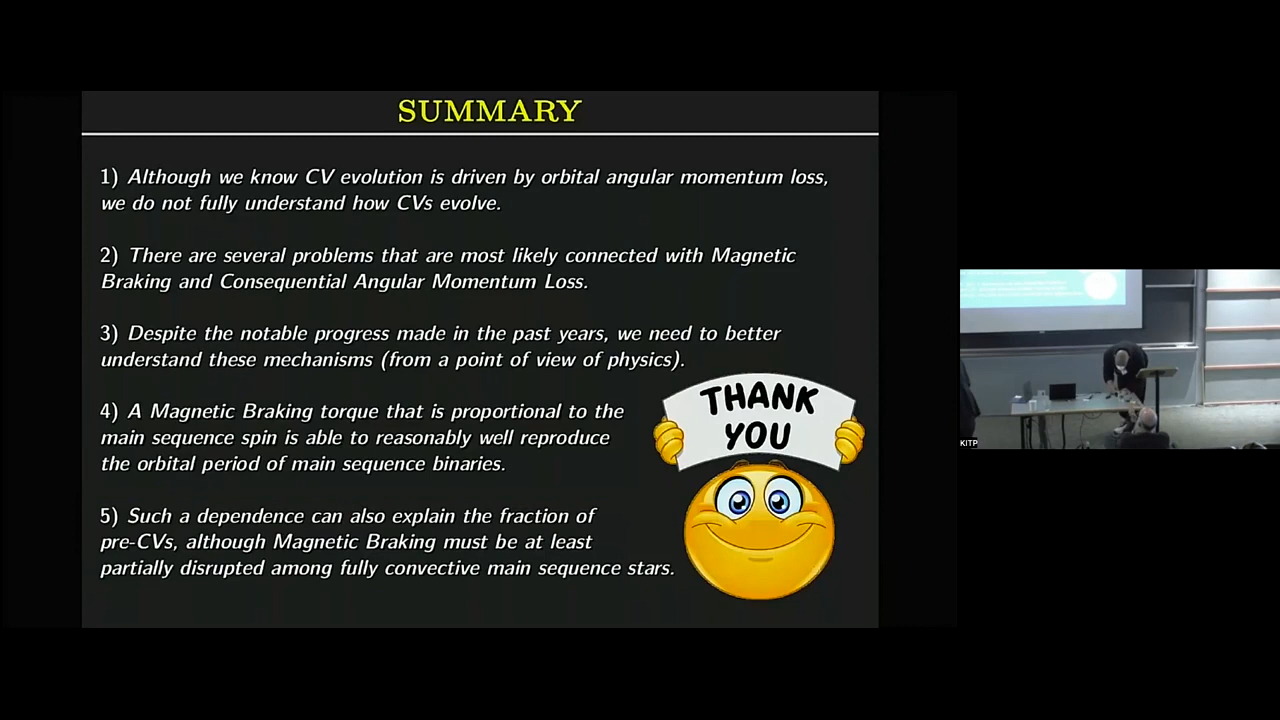 SUMMARY
1) Although we know CV evolution is driven by orbital angular momentum loss,
we do not fully understand how CVs evolve.
2) There are several problems that are most likely connected with Magnetic
Braking and Consequential Angular Momentum Loss.
3) Despite the notable progress made in the past years, we need to better
understand these mechanisms (from a point of view of physics).
4) A Magnetic Braking torque that is proportional to the
main sequence spin is able to reasonably well reproduce
the orbital period of main sequence binaries.
5) Such a dependence can also explain the fraction of
pre-CVs, although Magnetic Braking must be at least
partially disrupted among fully convective main sequence stars.
THANK
YOU
KITP